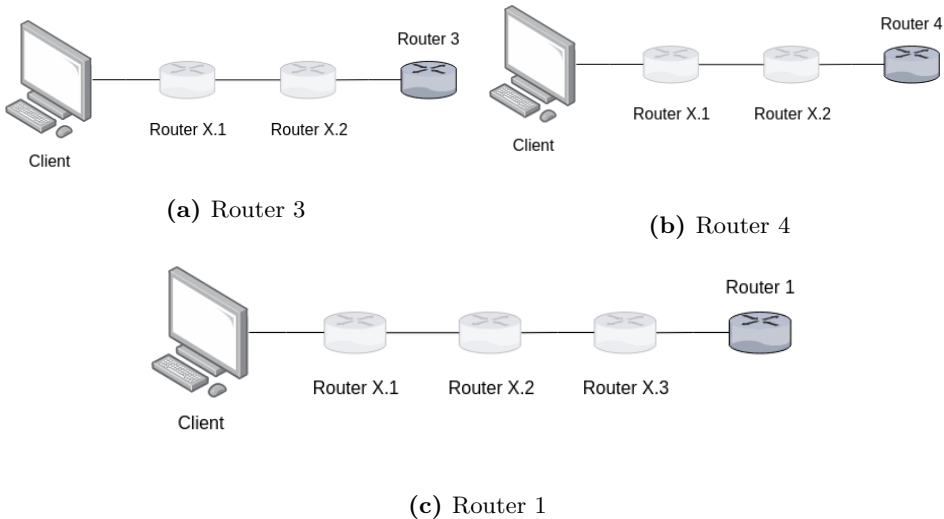 Router 3
Router X.1 Router X.2
Client
(a) Router 3
Router 4
Router X.1 Router X.2
Client
(b) Router 4
Router 1
Router X.1 Router X.2 Router X.3
Client
(c) Router 1